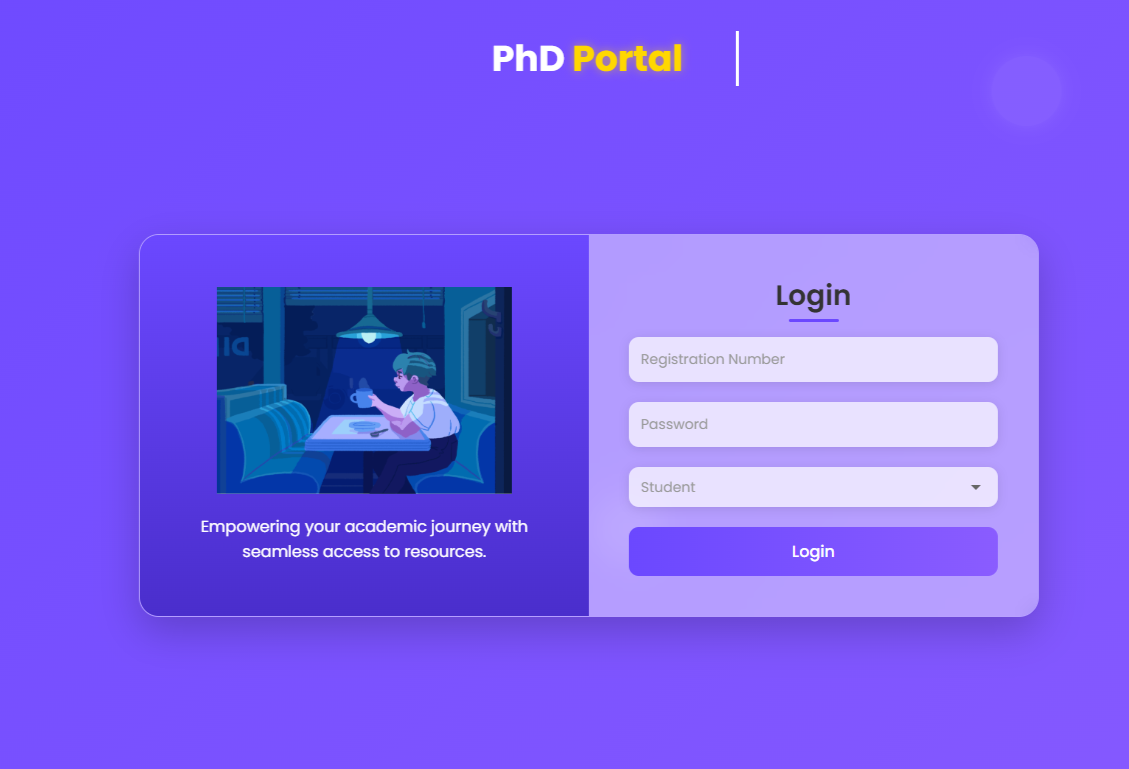 PhD Portal
Login
Registration Number
Password
Student
Login
Empowering your academic journey with
seamless access to resources.